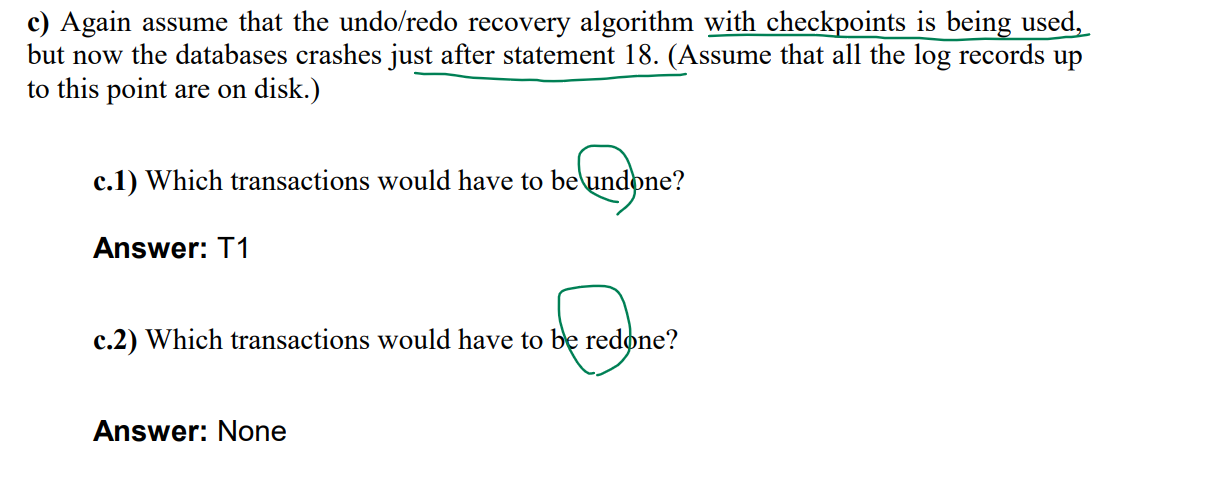 c) Again assume that the undo/redo recovery algorithm with checkpoints is being used,
but now the databases crashes just after statement 18. (Assume that all the log records up
to this point are on disk.)
c.1) Which transactions would have to be undone?
Answer: T1
c.2) Which transactions would have to be redone?
Answer: None